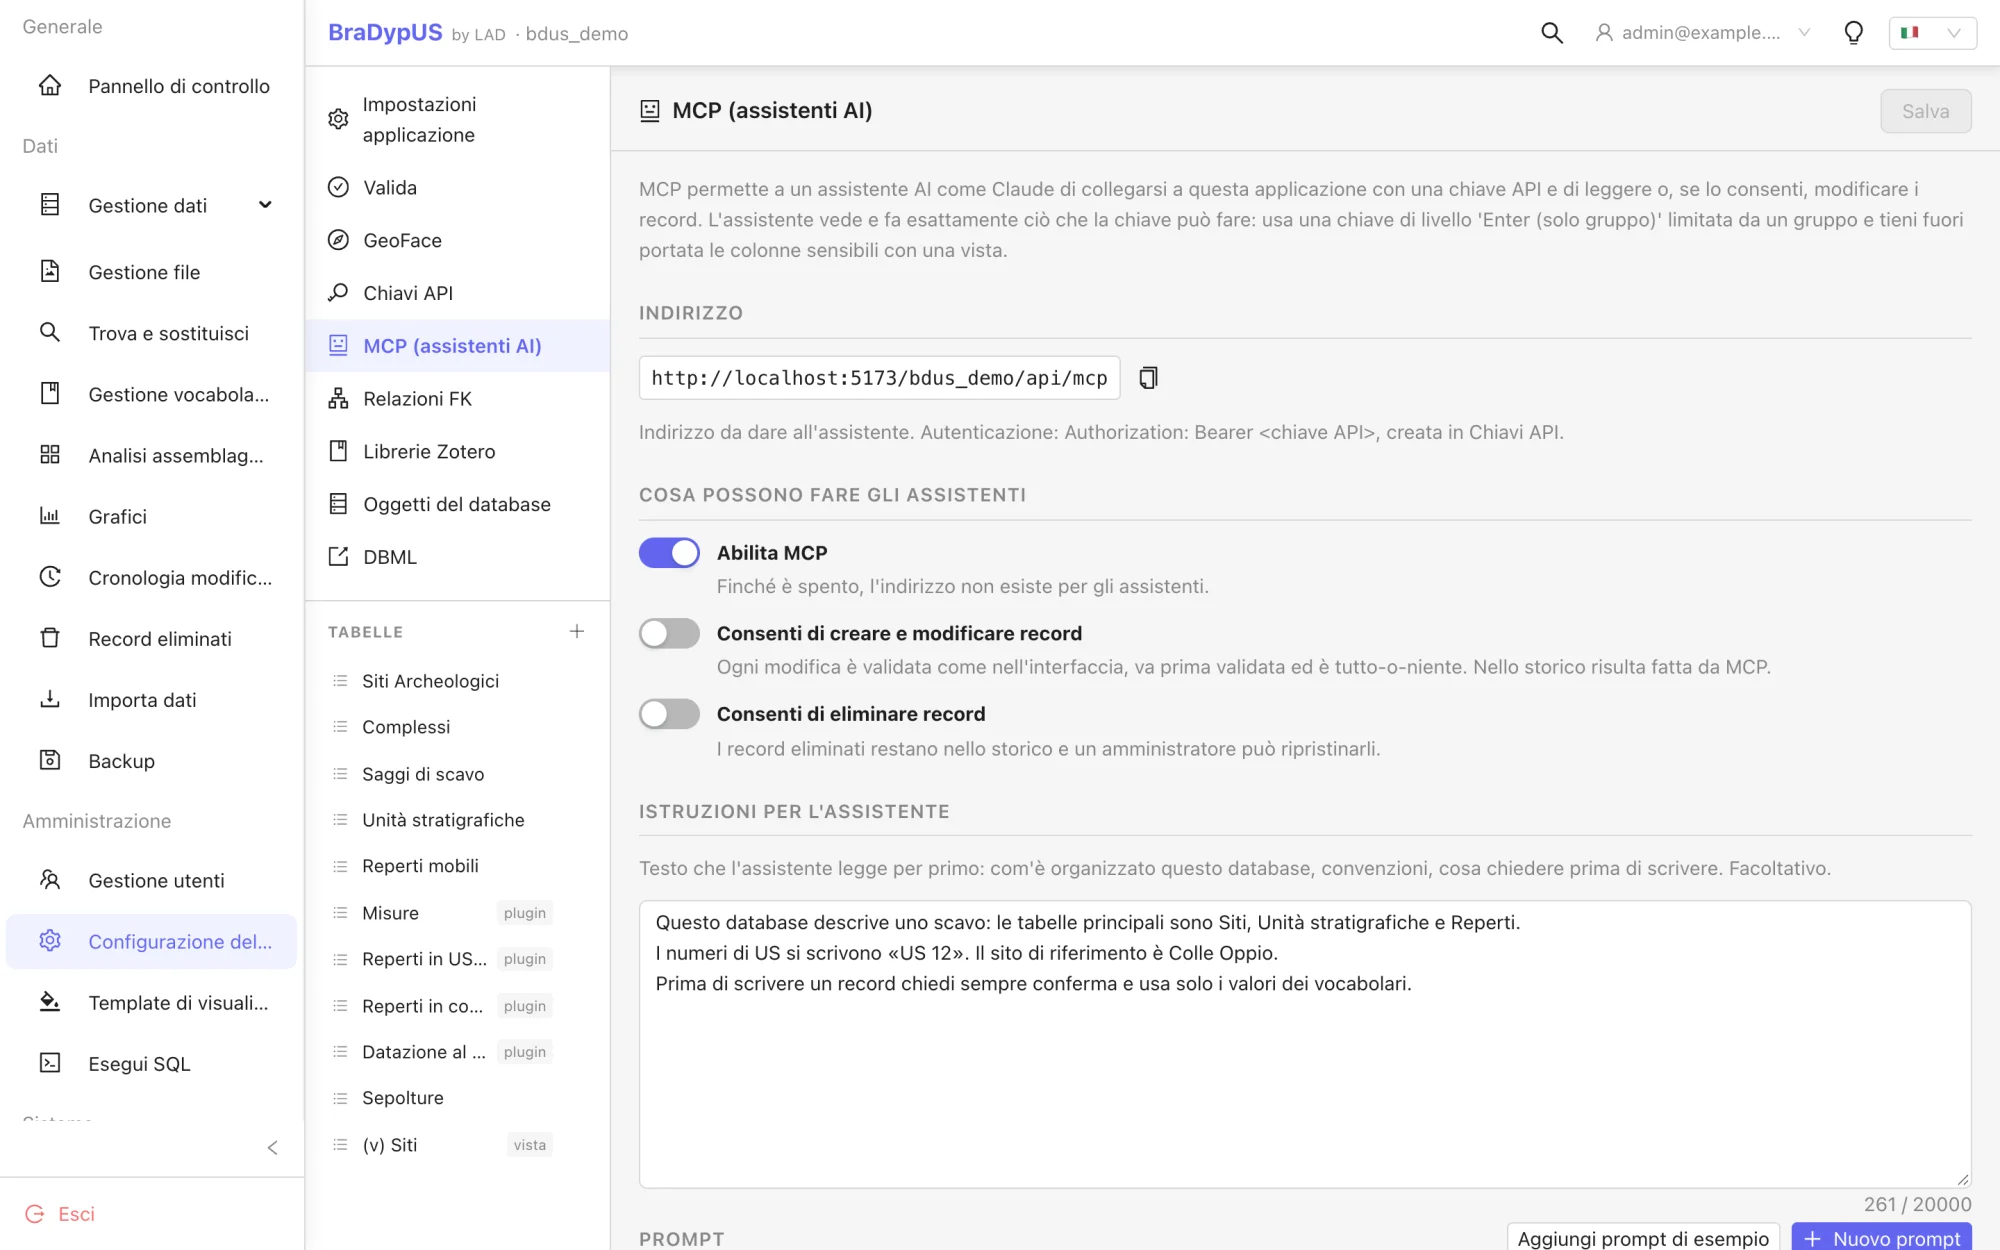 Generale
Pannello di controllo
Dati
Gestione dati
Gestione file
Trova e sostituisci
Gestione vocabola...
Analisi assemblag...
Grafici
Cronologia modific...
Record eliminati
Importa dati
Backup
Amministrazione
Gestione utenti
Configurazione del...
Template di visuali...
Esegui SQL
Esci
BraDypUS by LAD · bdus_demo
admin@example....
Impostazioni
applicazione
Valida
GeoFace
Chiavi API
MCP (assistenti AI)
Relazioni FK
Librerie Zotero
Oggetti del database
DBML
TABELLE
Siti Archeologici
Complessi
Saggi di scavo
Unità stratigrafiche
Reperti mobili
Misure plugin
Reperti in US... plugin
Reperti in co... plugin
Datazione al ... plugin
Sepolture
(v) Siti vista
MCP (assistenti AI)
Salva
MCP permette a un assistente AI come Claude di collegarsi a questa applicazione con una chiave API e di leggere o, se lo consenti, modificare i
record. L'assistente vede e fa esattamente ciò che la chiave può fare: usa una chiave di livello 'Enter (solo gruppo)' limitata da un gruppo e tieni fuori
portata le colonne sensibili con una vista.
INDIRIZZO
http://localhost:5173/bdus_demo/api/mcp
Indirizzo da dare all'assistente. Autenticazione: Authorization: Bearer <chiave API>, creata in Chiavi API.
COSA POSSONO FARE GLI ASSISTENTI
Abilita MCP
Finché è spento, l'indirizzo non esiste per gli assistenti.
Consenti di creare e modificare record
Ogni modifica è validata come nell'interfaccia, va prima validata ed è tutto-o-niente. Nello storico risulta fatta da MCP.
Consenti di eliminare record
I record eliminati restano nello storico e un amministratore può ripristinarli.
ISTRUZIONI PER L'ASSISTENTE
Testo che l'assistente legge per primo: com'è organizzato questo database, convenzioni, cosa chiedere prima di scrivere. Facoltativo.
Questo database descrive uno scavo: le tabelle principali sono Siti, Unità stratigrafiche e Reperti.
I numeri di US si scrivono «US 12». Il sito di riferimento è Colle Oppio.
Prima di scrivere un record chiedi sempre conferma e usa solo i valori dei vocabolari.
261 / 20000
PROMPT
Aggiungi prompt di esempio
Nuovo prompt